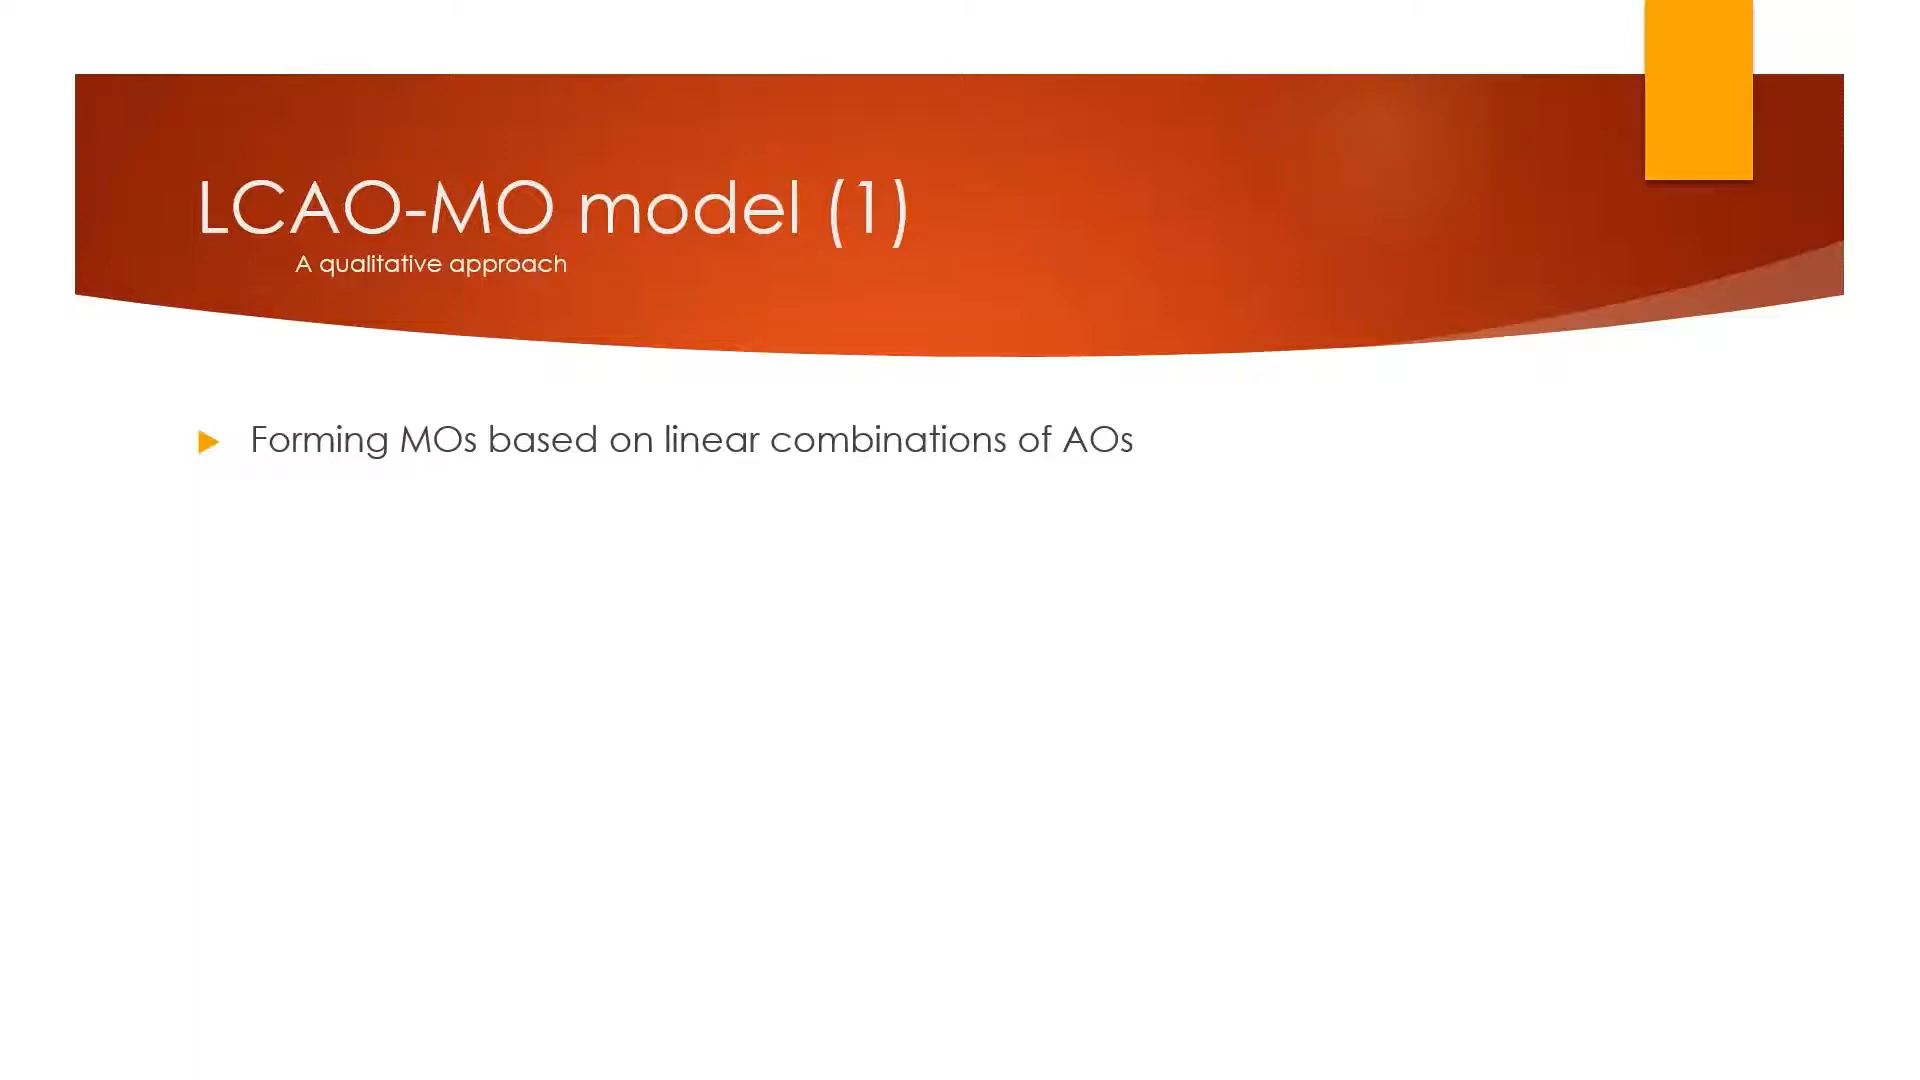 LCAO-MO model (1)
A qualitative approach
Forming MOs based on linear combinations of AOs